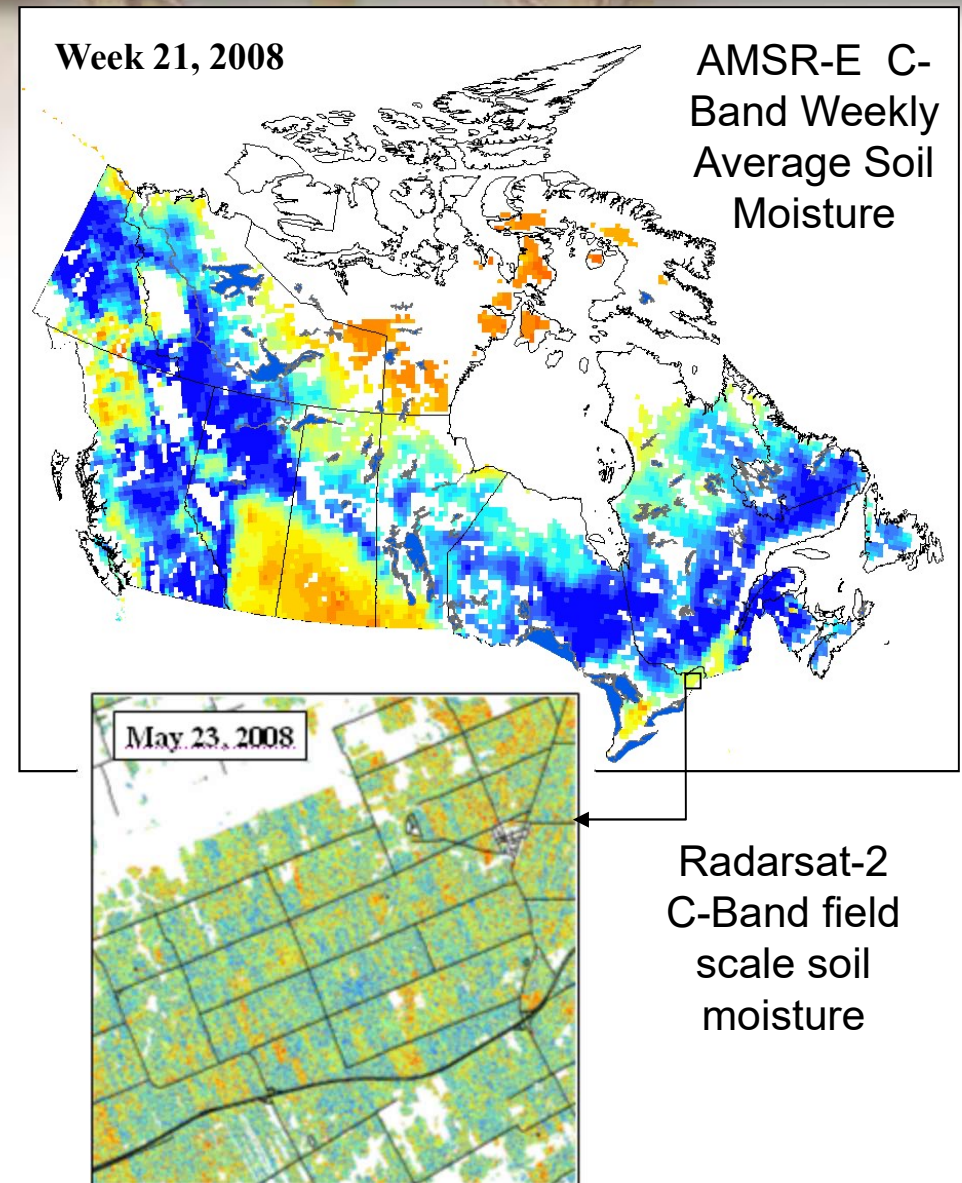 Week 21, 2008
AMSR-E C-
Band Weekly
Average Soil
Moisture
May 23, 2008
Radarsat-2
C-Band field
scale soil
moisture